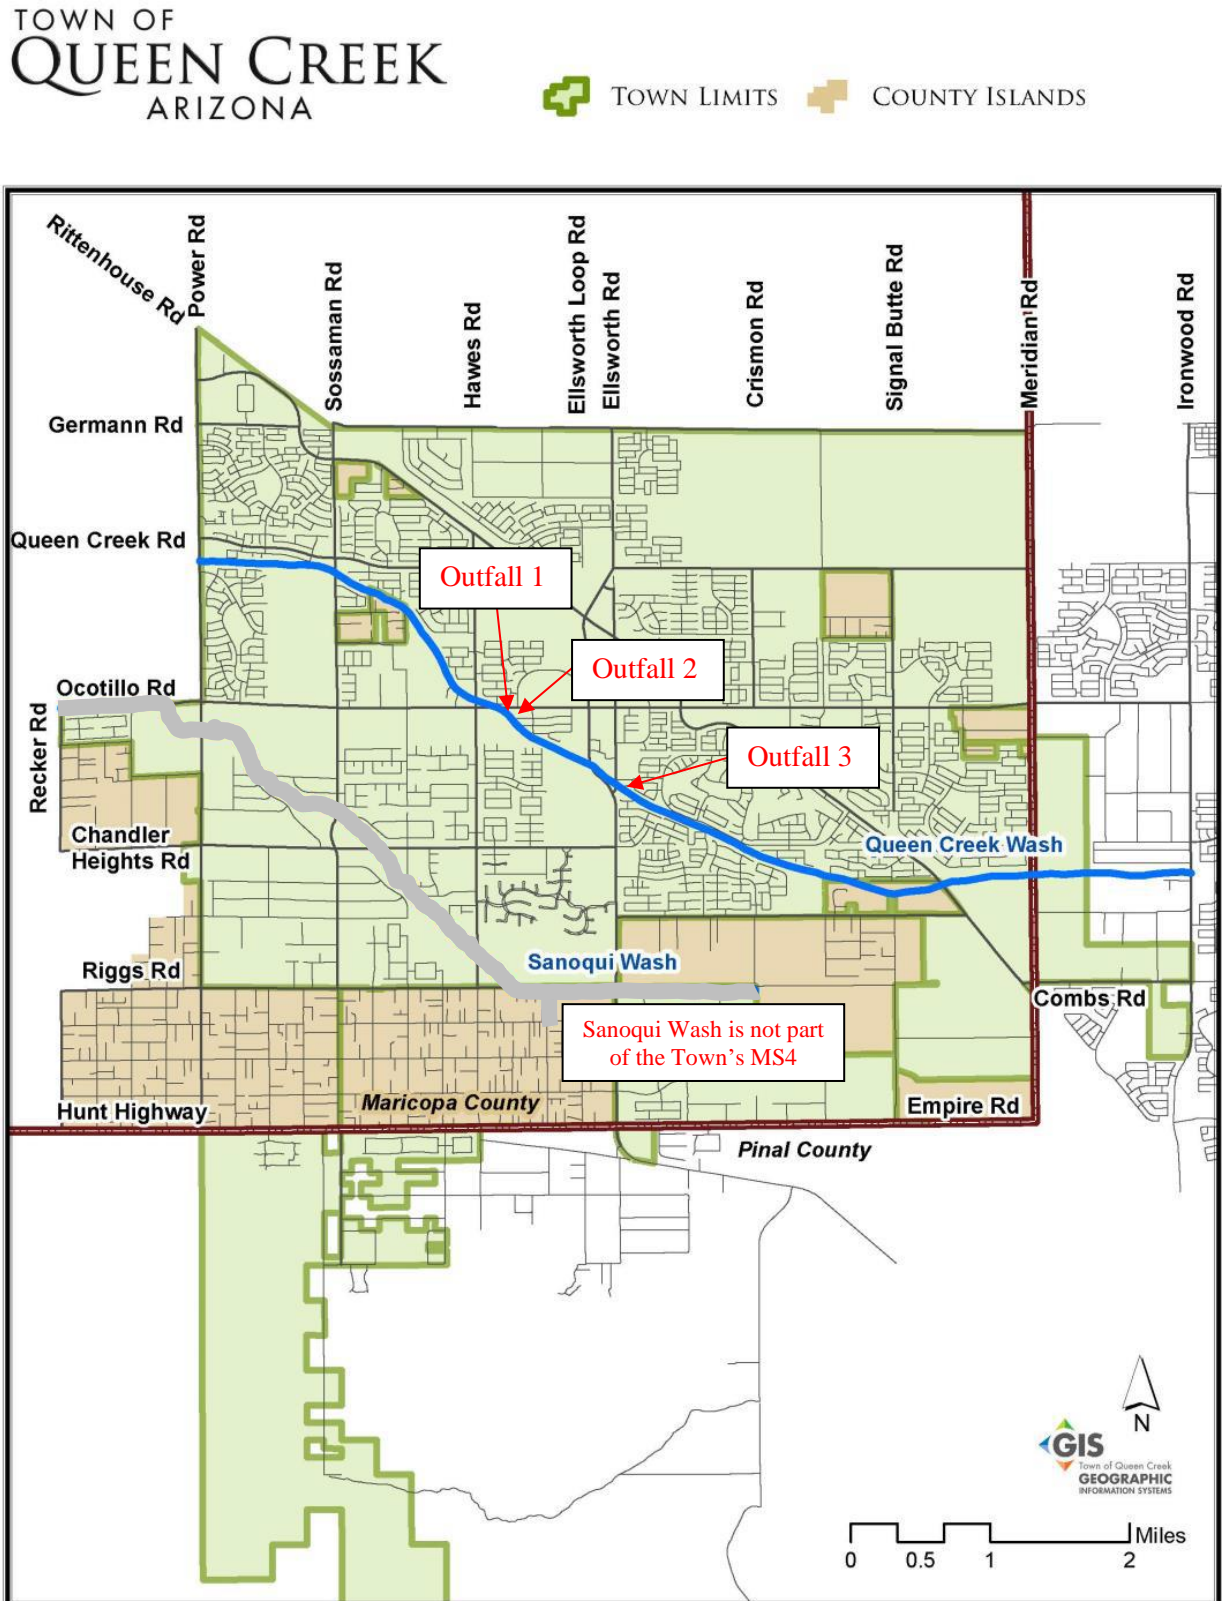 TOWN OF
QUEEN CREEK
ARIZONA
TOWN LIMITS
COUNTY ISLANDS
Rittenhouse Rd
Power Rd
Sossaman Rd
Hawes Rd
Ellsworth Loop Rd
Ellsworth Rd
Crismon Rd
Signal Butte Rd
Meridian Rd
Ironwood Rd
Germann Rd
Queen Creek Rd
Outfall 1
Outfall 2
Ocotillo Rd
Recker Rd
Outfall 3
Chandler
Heights Rd
Queen Creek Wash
Sanoqui Wash
Riggs Rd
Combs Rd
Sanoqui Wash is not part
of the Town's MS4
Hunt Highway
Maricopa County
Empire Rd
Pinal County
N
GIS
Town of Queen Creek
GEOGRAPHIC
INFORMATION SYSTEMS
Miles
0 0.5 1 2